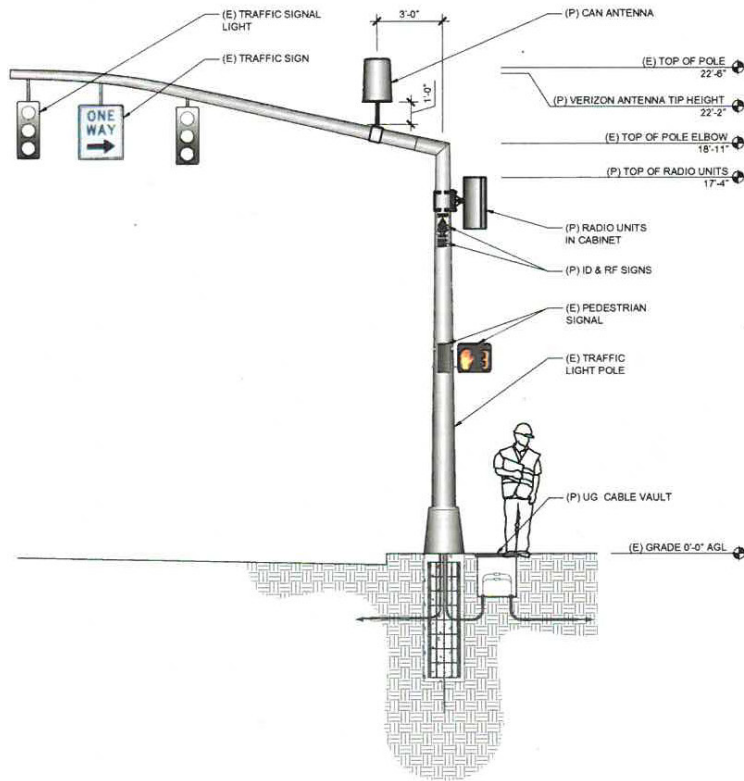 (E) TRAFFIC SIGNAL
LIGHT
(E) TRAFFIC SIGN
3'-0"
(P) CAN ANTENNA
1'-0"
ONE
WAY
(E) TOP OF POLE
22'-6"
(P) VERIZON ANTENNA TIP HEIGHT
22'-2"
(E) TOP OF POLE ELBOW
18'-11"
(P) TOP OF RADIO UNITS
17'-4"
(P) RADIO UNITS
IN CABINET
(P) ID & RF SIGNS
(E) PEDESTRIAN
SIGNAL
3
(E) TRAFFIC
LIGHT POLE
(P) UG CABLE VAULT
(E) GRADE 0'-0" AGL